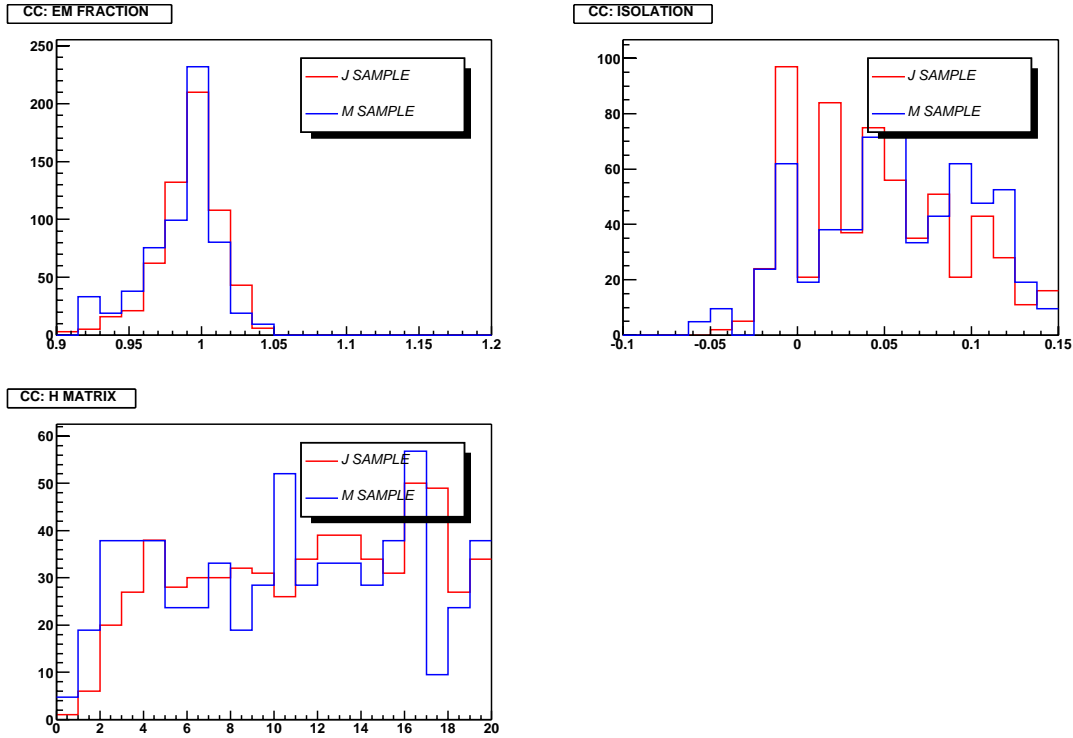 CC: EM FRACTION
250
200
150
100
50
0
0.9 0.95 1 1.05 1.1 1.15 1.2
J SAMPLE
M SAMPLE
CC: ISOLATION
100
80
60
40
20
0
-0.1 -0.05 0 0.05 0.1 0.15
J SAMPLE
M SAMPLE
CC: H MATRIX
60
50
40
30
20
10
0
0 2 4 6 8 10 12 14 16 18 20
J SAMPLE
M SAMPLE